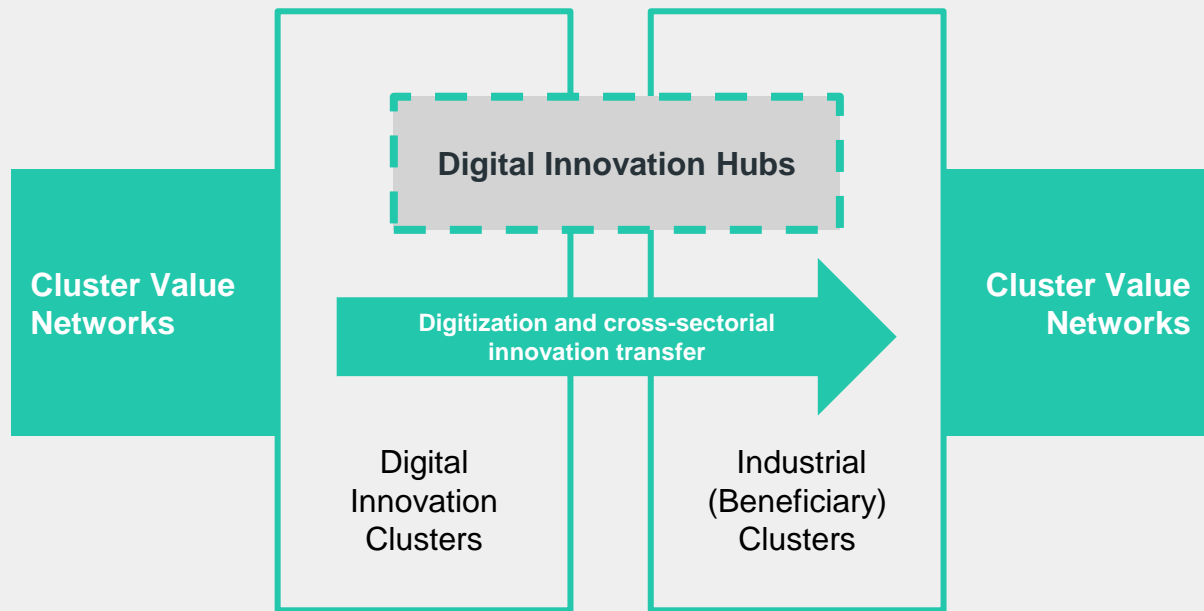 Digital Innovation Hubs
Cluster Value
Networks
Digitization and cross-sectorial
innovation transfer
Cluster Value
Networks
Digital
Innovation
Clusters
Industrial
(Beneficiary)
Clusters